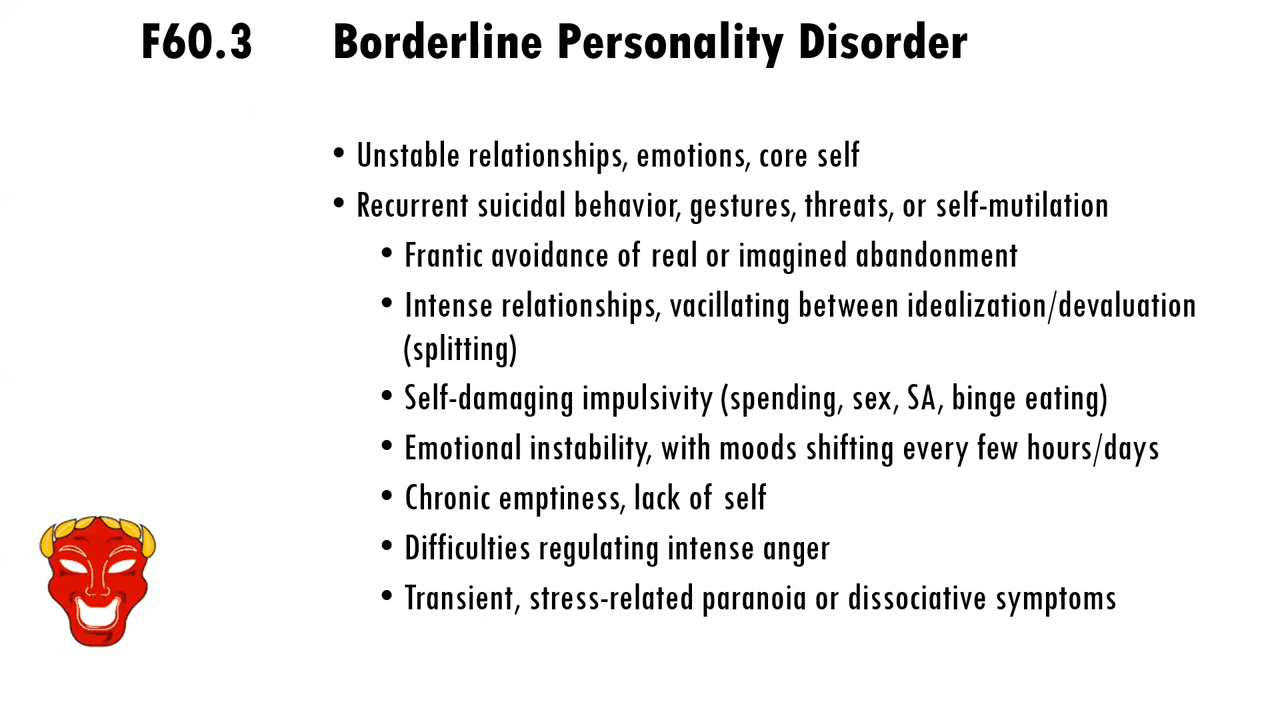 F60.3 Borderline Personality Disorder
• Unstable relationships, emotions, core self
• Recurrent suicidal behavior, gestures, threats, or self-mutilation
• Frantic avoidance of real or imagined abandonment
• Intense relationships, vacillating between idealization/devaluation
(splitting)
• Self-damaging impulsivity (spending, sex, SA, binge eating)
• Emotional instability, with moods shifting every few hours/days
• Chronic emptiness, lack of self
• Difficulties regulating intense anger
• Transient, stress-related paranoia or dissociative symptoms